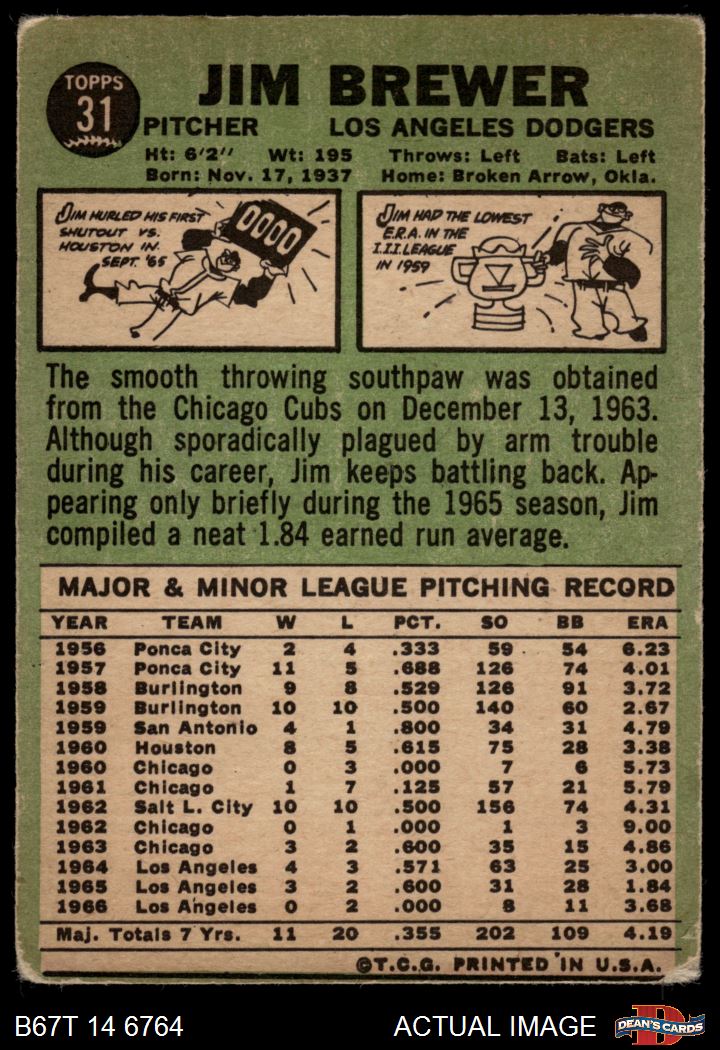 TOPPS
31
JIM BREWER
PITCHER LOS ANGELES DODGERS
Ht: 6'2" Wt: 195 Throws: Left Bats: Left
Born: Nov. 17, 1937 Home: Broken Arrow, Okla.
JIM HURLED HIS FIRST
SHUTOUT VS.
HOUSTON IN
SEPT. '65
0000
JIM HAD THE LOWEST
E.R.A. IN THE
I.I.I. LEAGUE
IN 1959
The smooth throwing southpaw was obtained
from the Chicago Cubs on December 13, 1963.
Although sporadically plagued by arm trouble
during his career, Jim keeps battling back. Ap-
pearing only briefly during the 1965 season, Jim
compiled a neat 1.84 earned run average.
MAJOR & MINOR LEAGUE PITCHING RECORD
YEAR TEAM W L PCT. SO BB ERA
1956 Ponca City 2 4 .333 59 54 6.23
1957 Ponca City 11 5 .688 126 74 4.01
1958 Burlington 9 8 .529 126 91 3.72
1959 Burlington 10 10 .500 140 60 2.67
1959 San Antonio 4 1 .800 34 31 4.79
1960 Houston 8 5 .615 75 28 3.38
1960 Chicago 0 3 .000 7 6 5.73
1961 Chicago 1 7 .125 57 21 5.79
1962 Salt L. City 10 10 .500 156 74 4.31
1962 Chicago 0 1 .000 1 3 9.00
1963 Chicago 3 2 .600 35 15 4.86
1964 Los Angeles 4 3 .571 63 25 3.00
1965 Los Angeles 3 2 .600 31 28 1.84
1966 Los Angeles 0 2 .000 8 11 3.68
Maj. Totals 7 Yrs. 11 20 .355 202 109 4.19
©T.C.G. PRINTED IN U.S.A.
B67T 14 6764 ACTUAL IMAGE
D
DEAN'S CARDS